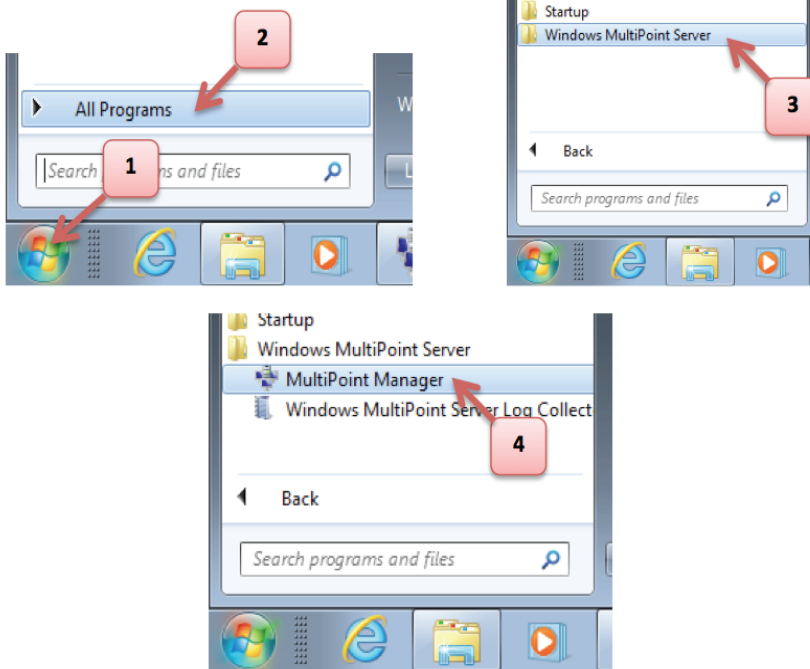 2
All Programs
W
Search ns and files
1
L
Startup
Windows MultiPoint Server
3
Back
Search programs and files
Startup
Windows MultiPoint Server
MultiPoint Manager
Windows MultiPoint Server Log Collect
4
Back
Search programs and files